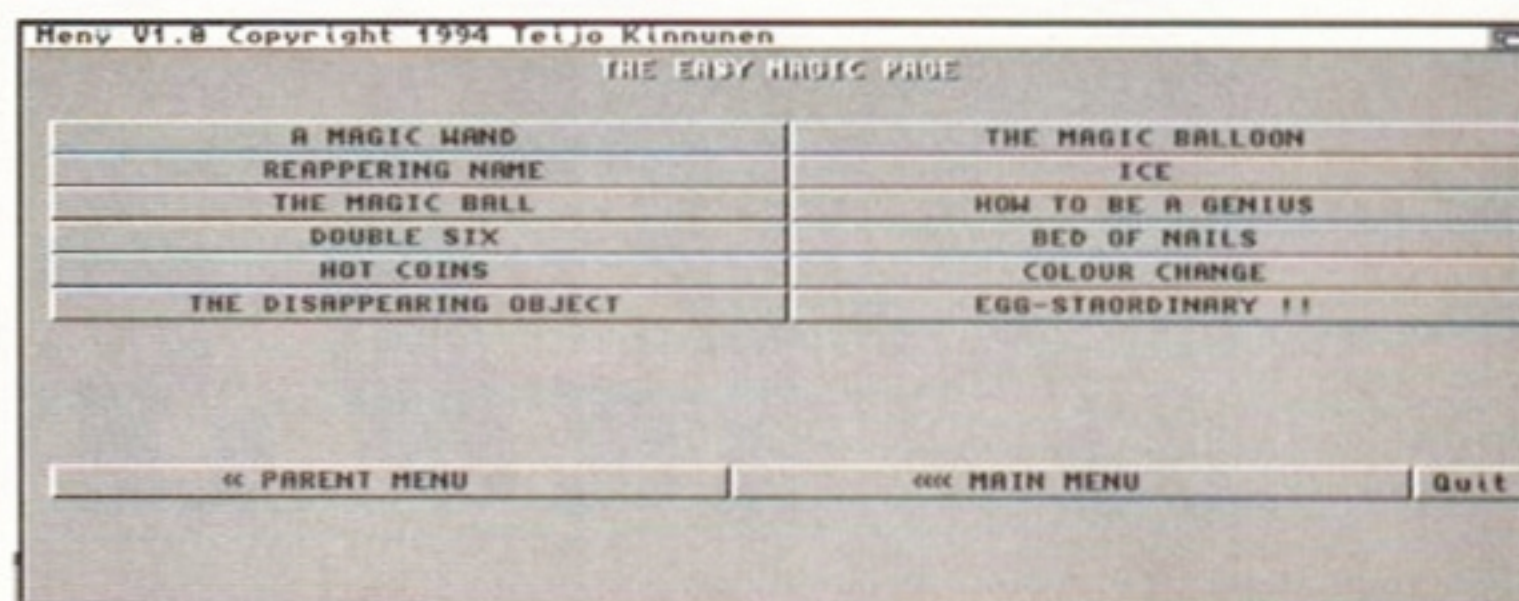 Meny V1.0 Copyright 1994 Teijo Kinnunen
THE EASY MAGIC PAGE
A MAGIC WAND
THE MAGIC BALLOON
REAPPERING NAME
ICE
THE MAGIC BALL
HOW TO BE A GENIUS
DOUBLE SIX
BED OF NAILS
HOT COINS
COLOUR CHANGE
THE DISAPPEARING OBJECT
EGG-STAORDINARY !!
<< PARENT MENU
<<<< MAIN MENU
Quit